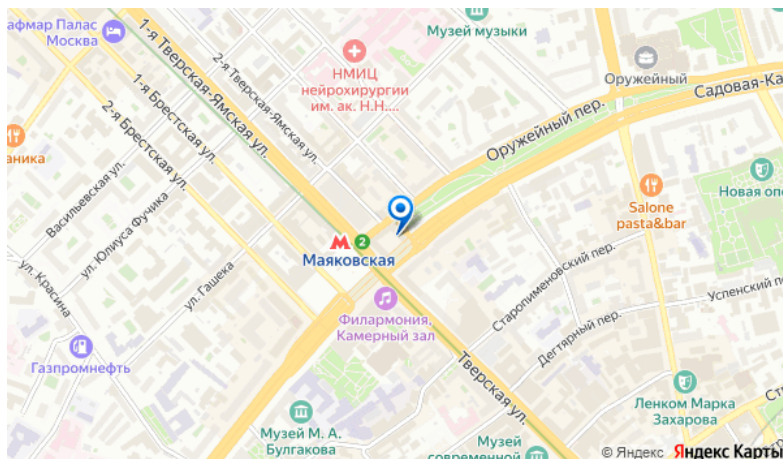 афмар Палас
Москва
1-я Тверская-Ямская ул.
2-я Тверская-Ямская ул.
1-я Брестская ул.
2-я Брестская ул.
Музей музыки
НМИЦ
нейрохирургии
им. ак. Н.Н....
Оружейный
Садовая-Ка
Оружейный пер.
аника
Васильевская ул.
ул. Юлиуса Фучика
ул. Гашека
ул. Красина
Новая опе
Salone
pasta&bar
2
Маяковская
Старопименовский пер.
Успенский пер.
Дегтярный пер.
Филармония,
Камерный зал
Газпромнефть
Тверская ул.
Ленком Марка
Захарова
Музей М. А.
Булгакова
Музей
современной
Ст
© Яндекс Яндекс Карты